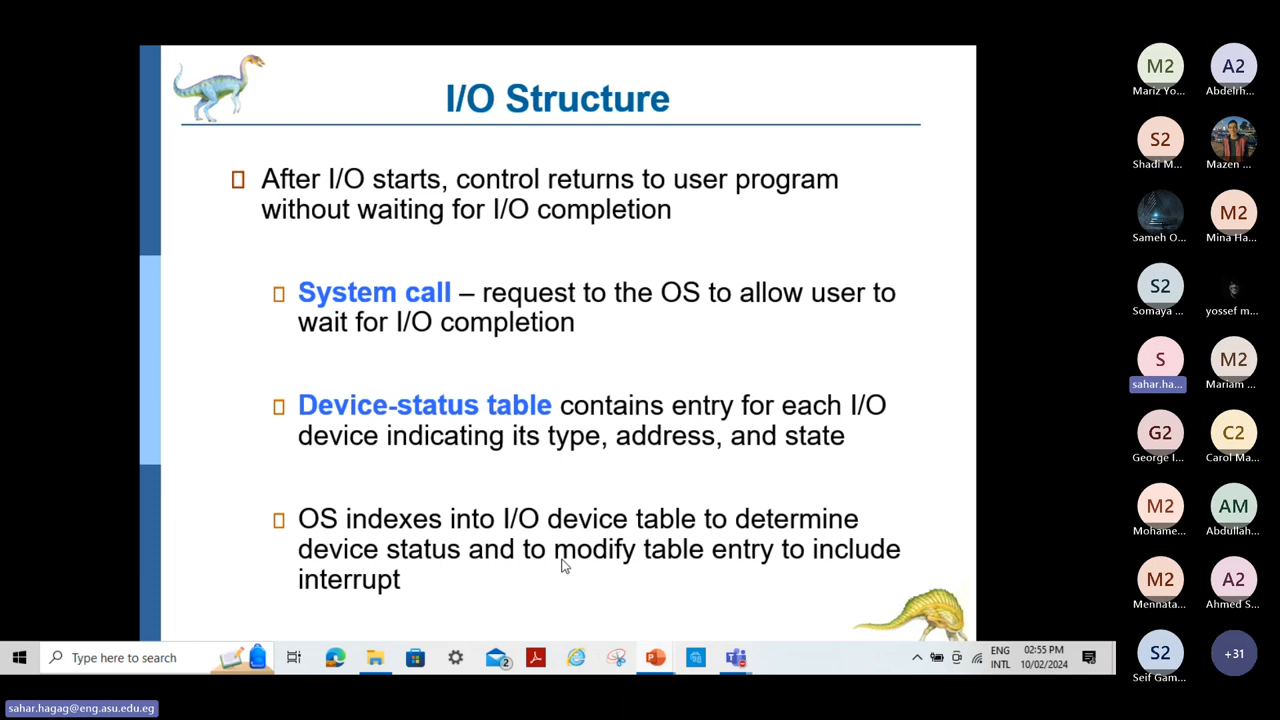 I/O Structure
After I/O starts, control returns to user program
without waiting for I/O completion
System call – request to the OS to allow user to
wait for I/O completion
Device-status table contains entry for each I/O
device indicating its type, address, and state
OS indexes into I/O device table to determine
device status and to modify table entry to include
interrupt
M2
A2
Mariz Yo...
Abdelrh...
S2
Shadi M...
Mazen ...
M2
Sameh O...
Mina Ha...
S2
Somaya ...
yossef m...
S
M2
sahar.ha...
Mariam ...
G2
C2
George I...
Carol Ma...
M2
AM
Mohame...
Abdullah...
M2
A2
Mennata...
Ahmed S...
S2
+31
Seif Gam...
Type here to search
2
ENG
INTL
02:55 PM
10/02/2024
sahar.hagag@eng.asu.edu.eg